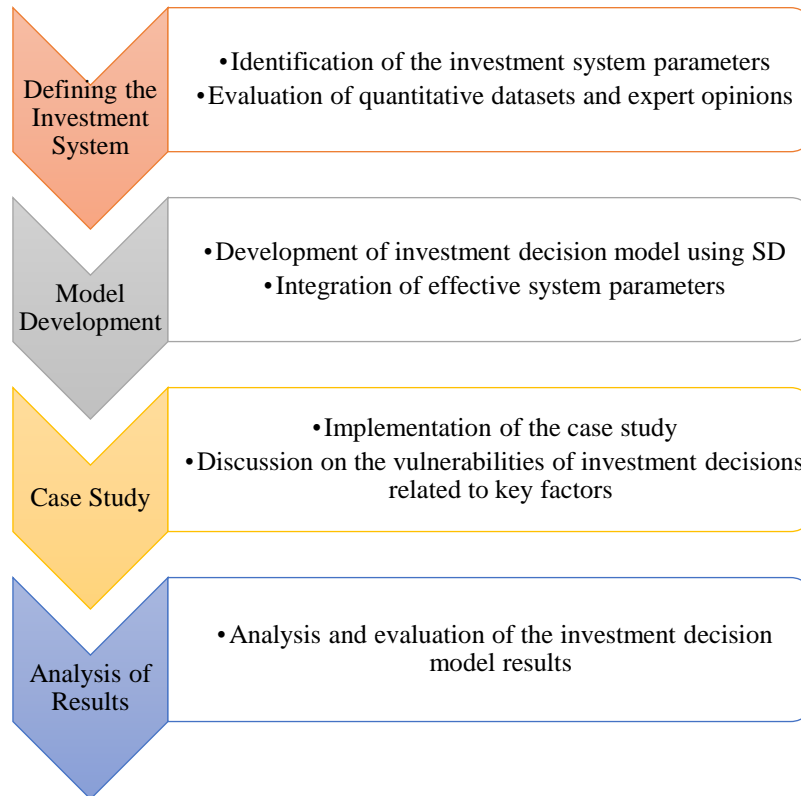 Defining the
Investment
System
•Identification of the investment system parameters
•Evaluation of quantitative datasets and expert opinions
Model
Development
•Development of investment decision model using SD
•Integration of effective system parameters
Case Study
•Implementation of the case study
•Discussion on the vulnerabilities of investment decisions
related to key factors
Analysis of
Results
•Analysis and evaluation of the investment decision
model results